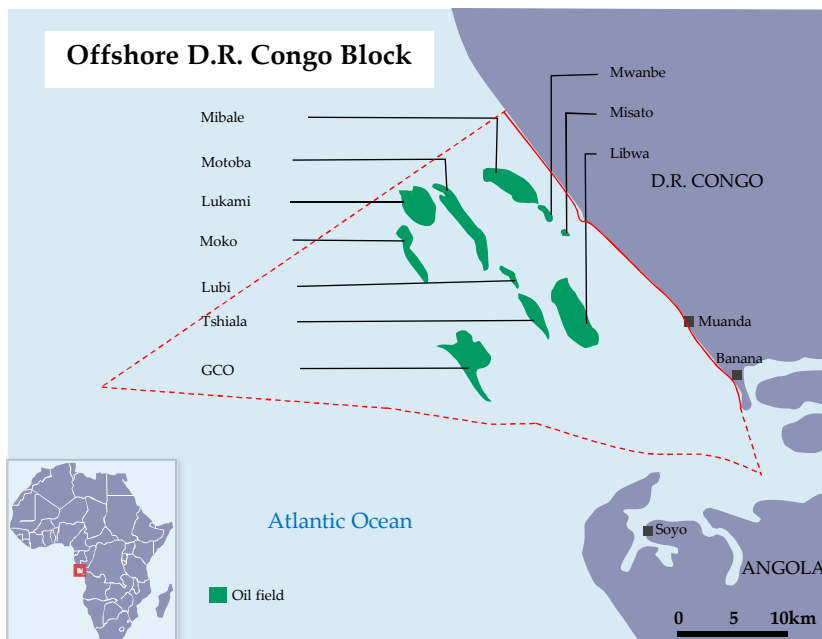 Offshore D.R. Congo Block
Mwanbe
Mibale
Misato
Motoba
Libwa
D.R. CONGO
Lukami
Moko
Lubi
Tshiala
Muanda
Banana
GCO
Atlantic Ocean
Soyo
ANGOLA
Oil field
0 5 10km